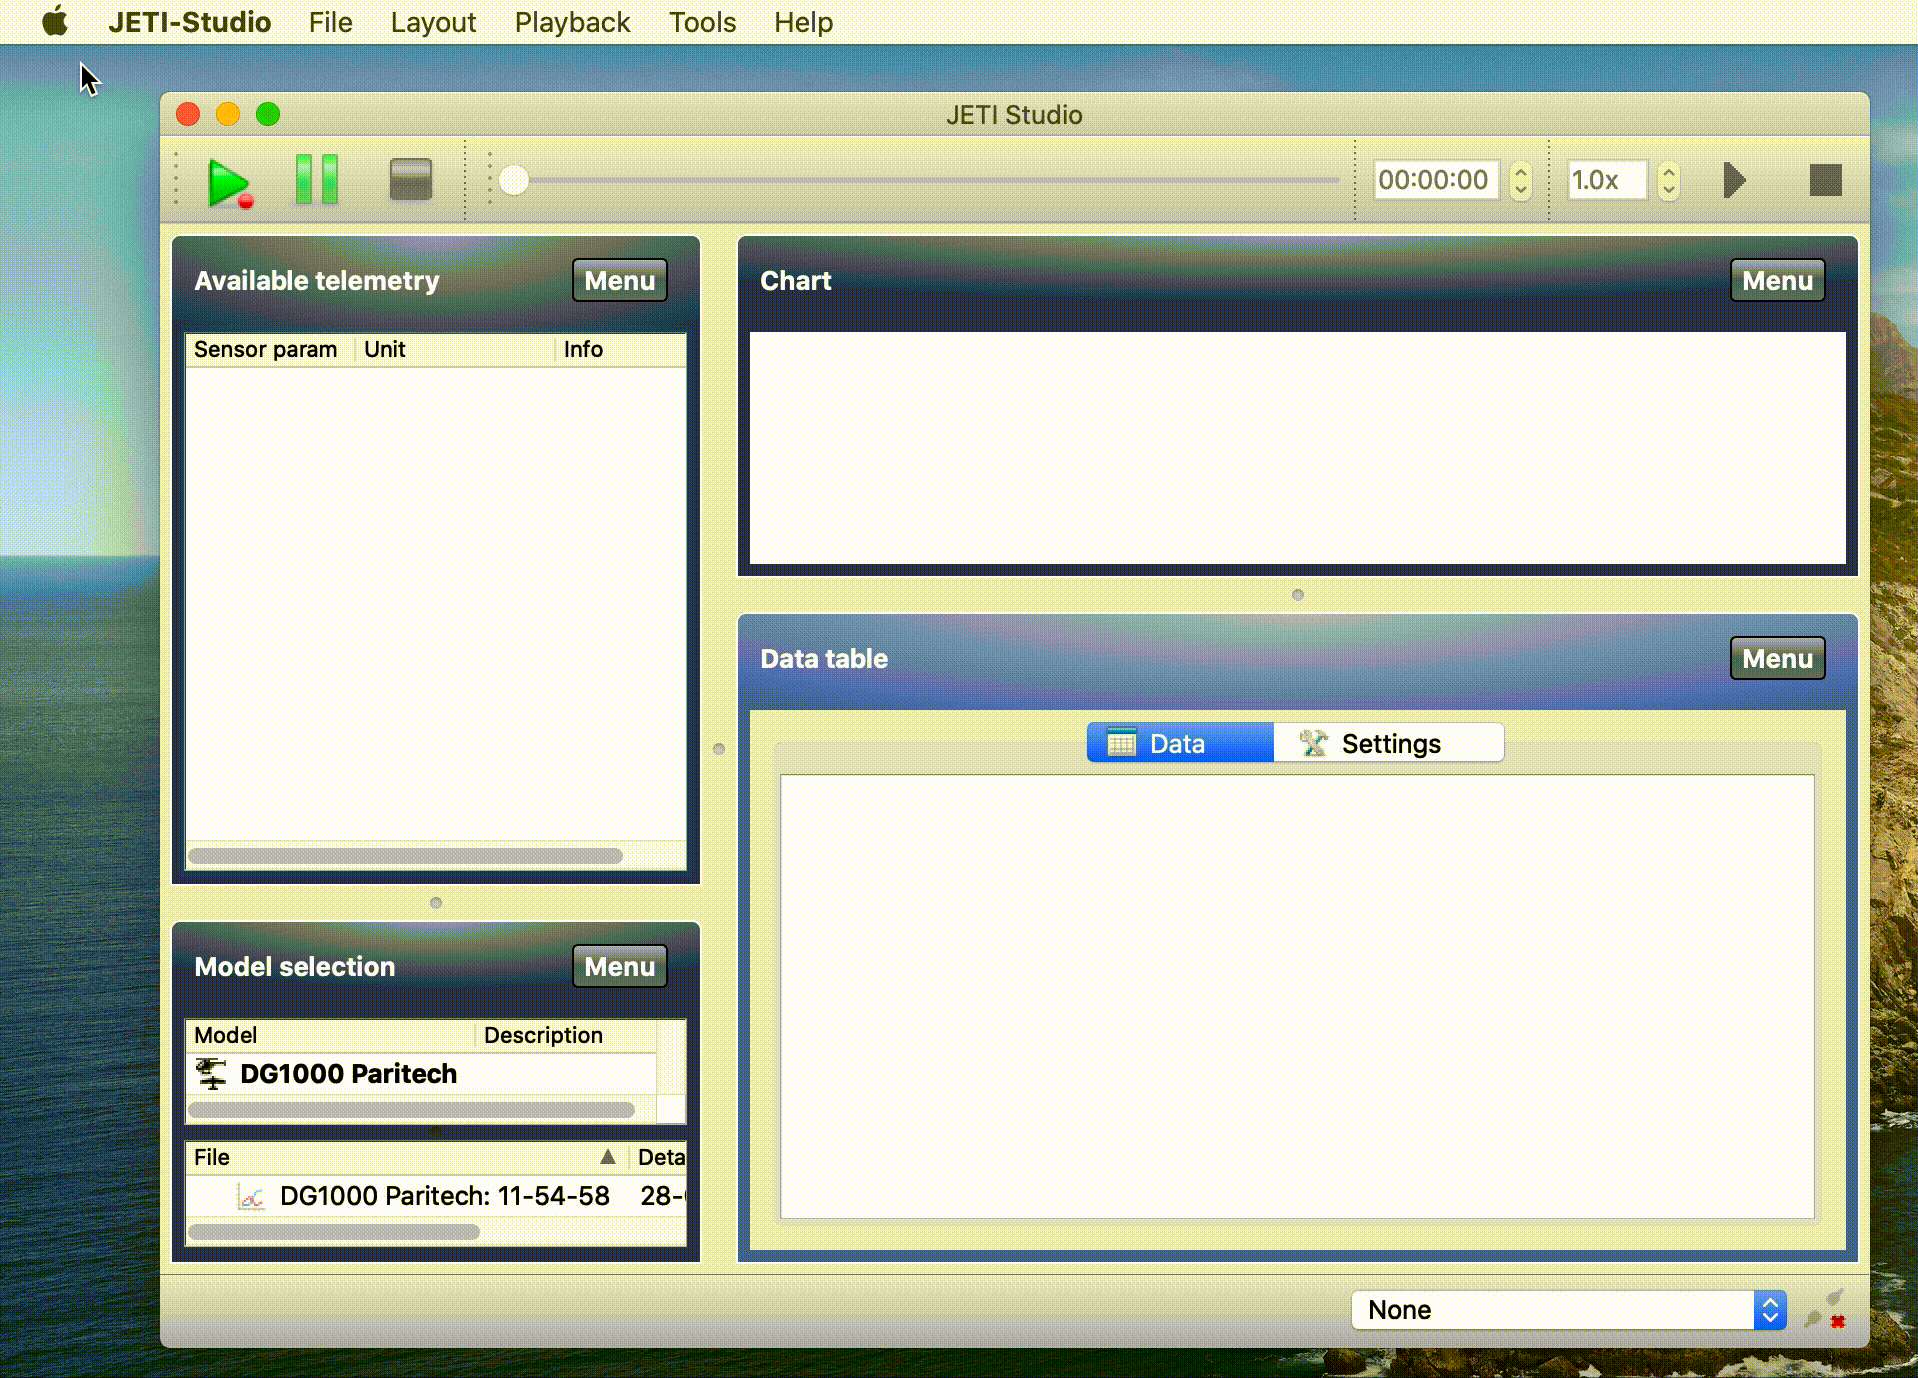 JETI-Studio File Layout Playback Tools Help
JETI Studio
00:00:00 1.0x
Available telemetry Menu
Sensor param Unit Info
Chart Menu
Data table Menu
Data Settings
Model selection Menu
Model Description
DG1000 Paritech
File Deta
DG1000 Paritech: 11-54-58 28-
None